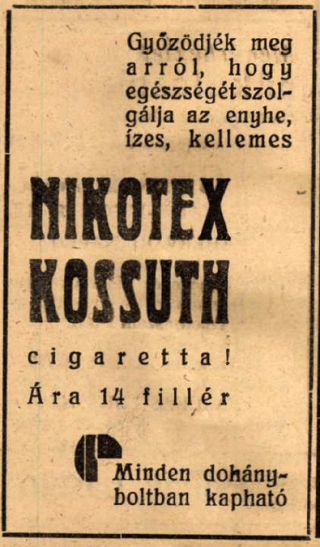 Győződjék meg
arról, hogy
egészségét szol-
gálja az enyhe,
ízes, kellemes
NIKOTEX
KOSSUTH
cigaretta!
Ára 14 fillér
Minden dohány-
boltban kapható